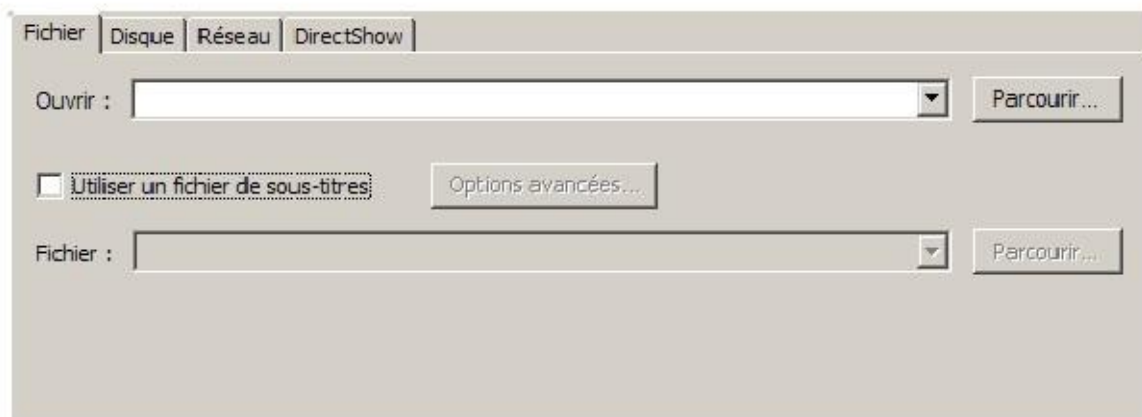 Fichier Disque Réseau DirectShow
Ouvrir : Parcourir...
Utiliser un fichier de sous-titres Options avancées...
Fichier : Parcourir...